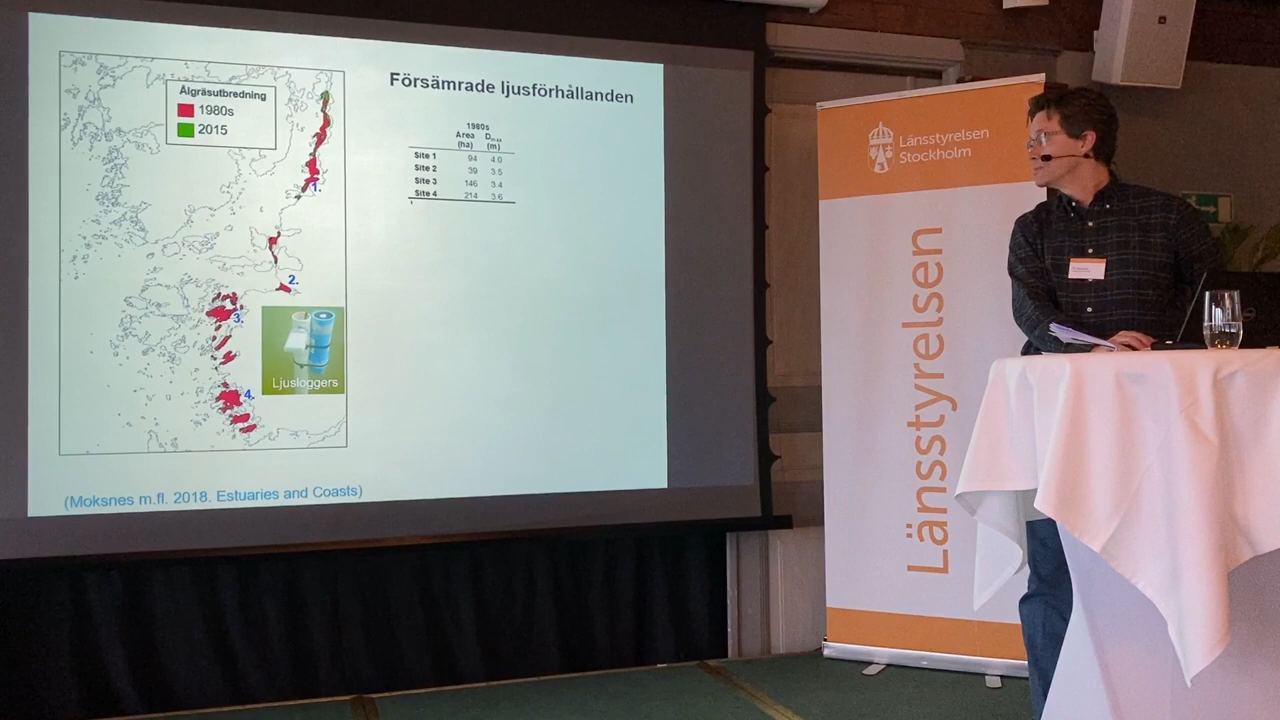 Försämrade ljusförhållanden
Ålgräsutbredning
1980s
2015
1980s
Area Dmax
(ha) (m)
Site 1 94 4.0
Site 2 39 3.5
Site 3 146 3.4
Site 4 214 3.6
1.
2.
3.
4.
Ljusloggers
(Moksnes m.fl. 2018. Estuaries and Coasts)
Länsstyrelsen
Stockholm
Länsstyrelsen